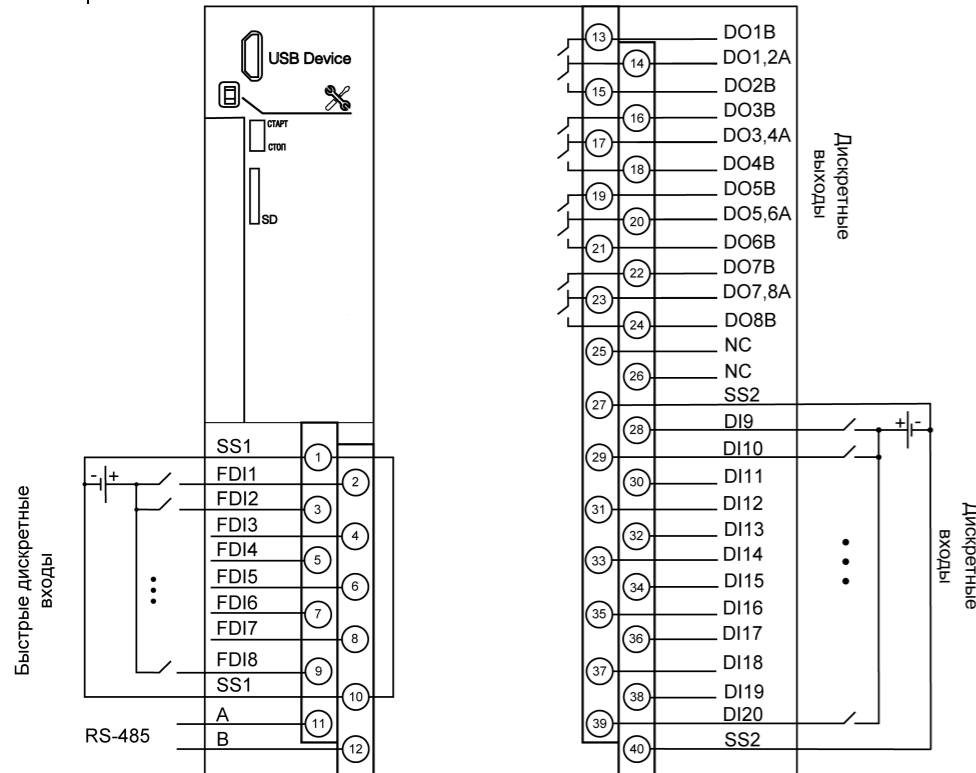 USB Device
СТАРТ
СТОП
SD
SS1
1
FDI1
2
FDI2
3
FDI3
4
FDI4
5
FDI5
6
FDI6
7
FDI7
8
FDI8
9
SS1
10
A
11
B
12
- +
Быстрые дискретные
входы
RS-485
13
DO1B
14
DO1,2A
15
DO2B
16
DO3B
17
DO3,4A
18
DO4B
19
DO5B
20
DO5,6A
21
DO6B
22
DO7B
23
DO7,8A
24
DO8B
25
NC
26
NC
27
SS2
28
DI9
29
DI10
30
DI11
31
DI12
32
DI13
33
DI14
34
DI15
35
DI16
36
DI17
37
DI18
38
DI19
39
DI20
40
SS2
+ -
Дискретные
выходы
Дискретные
входы